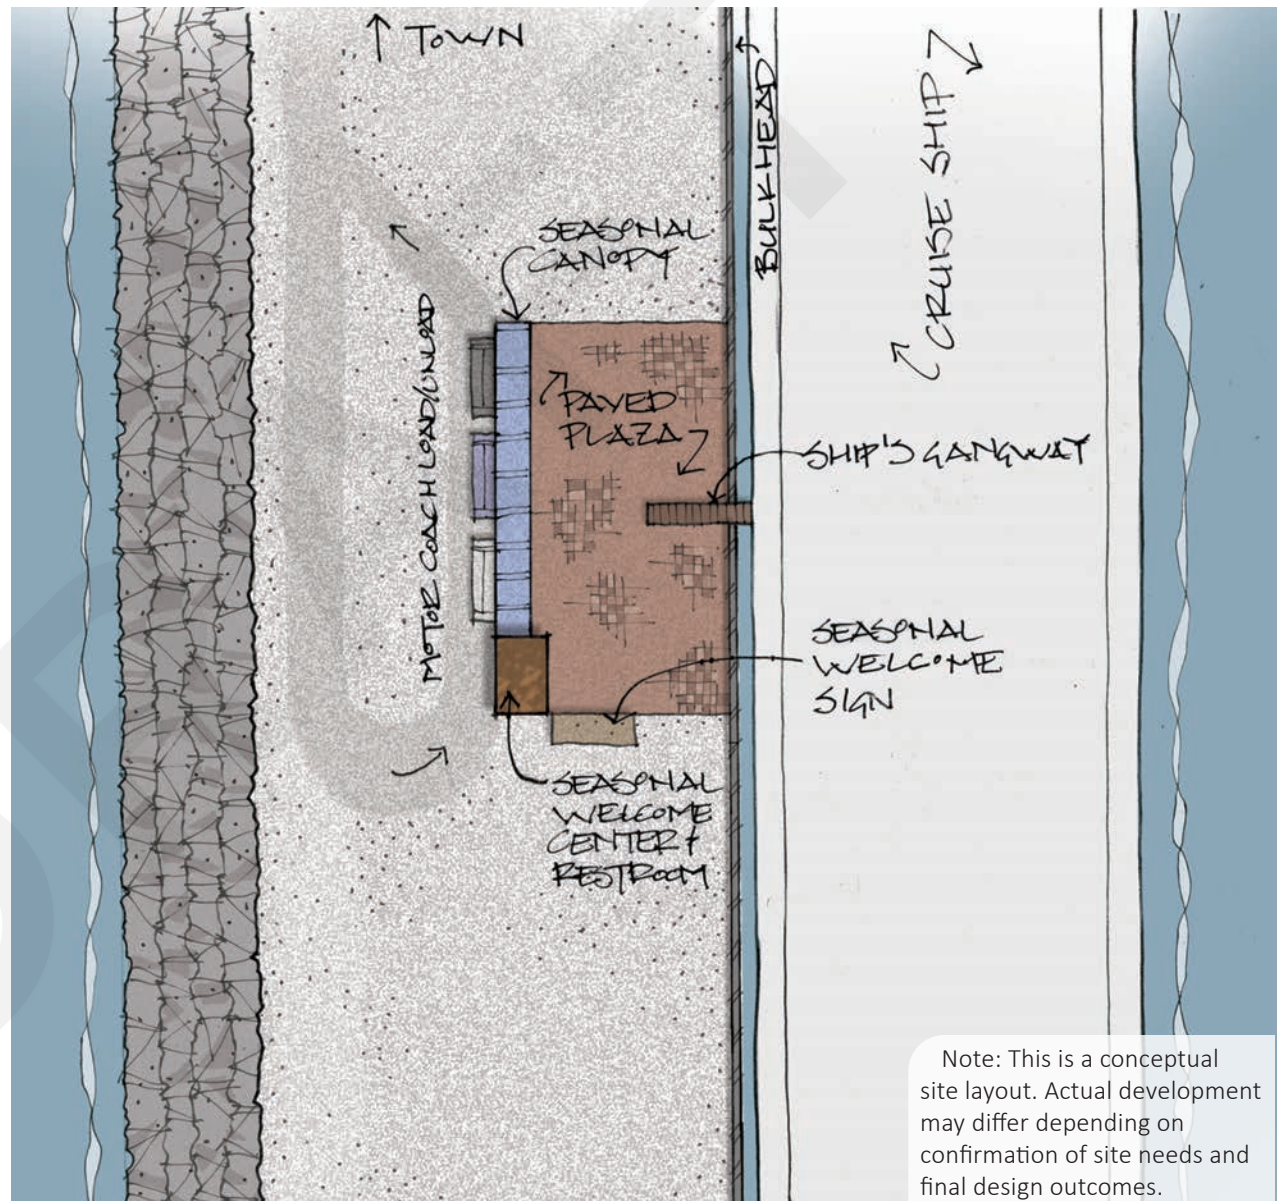 ↑ TOWN
BULKHEAD
CRUISE SHIP
SEASONAL
CANOPY
MOTOR COACH LOAD/UNLOAD
PAVED
PLAZA
SHIP'S GANGWAY
SEASONAL
WELCOME
SIGN
SEASONAL
WELCOME
CENTER +
RESTROOM
Note: This is a conceptual
site layout. Actual development
may differ depending on
confirmation of site needs and
final design outcomes.